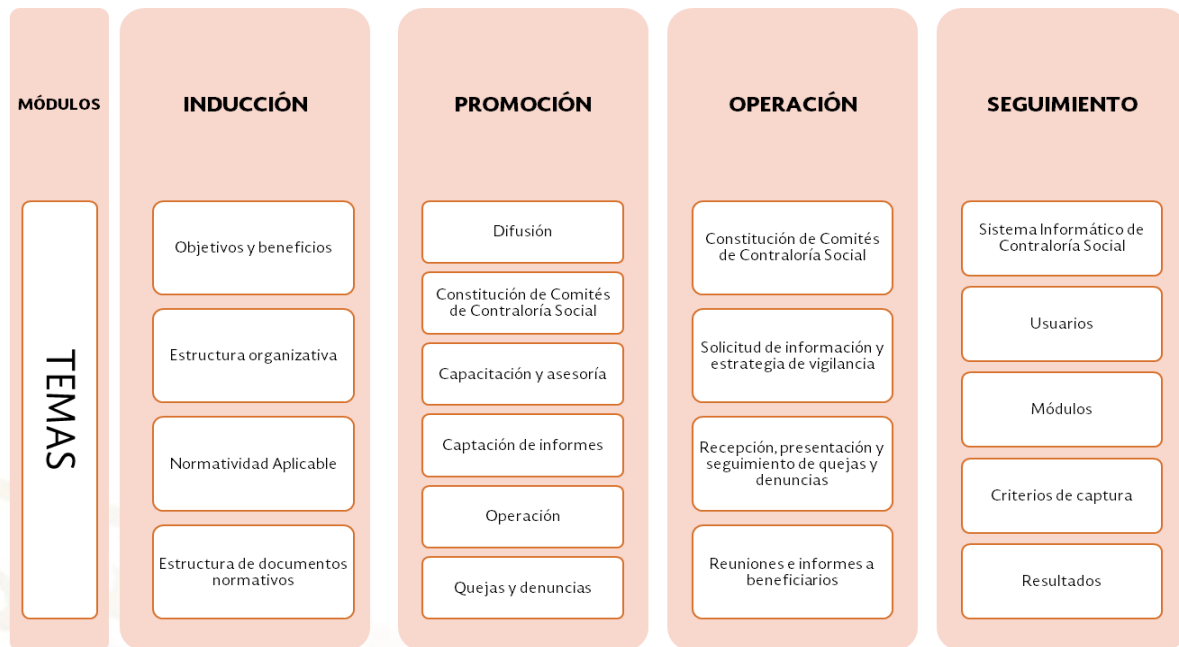 MÓDULOS
TEMAS
INDUCCIÓN
Objetivos y beneficios
Estructura organizativa
Normatividad Aplicable
Estructura de documentos
normativos
PROMOCIÓN
Difusión
Constitución de Comités
de Contraloría Social
Capacitación y asesoría
Captación de informes
Operación
Quejas y denuncias
OPERACIÓN
Constitución de Comités
de Contraloría Social
Solicitud de información y
estrategia de vigilancia
Recepción, presentación y
seguimiento de quejas y
denuncias
Reuniones e informes a
beneficiarios
SEGUIMIENTO
Sistema Informático de
Contraloría Social
Usuarios
Módulos
Criterios de captura
Resultados